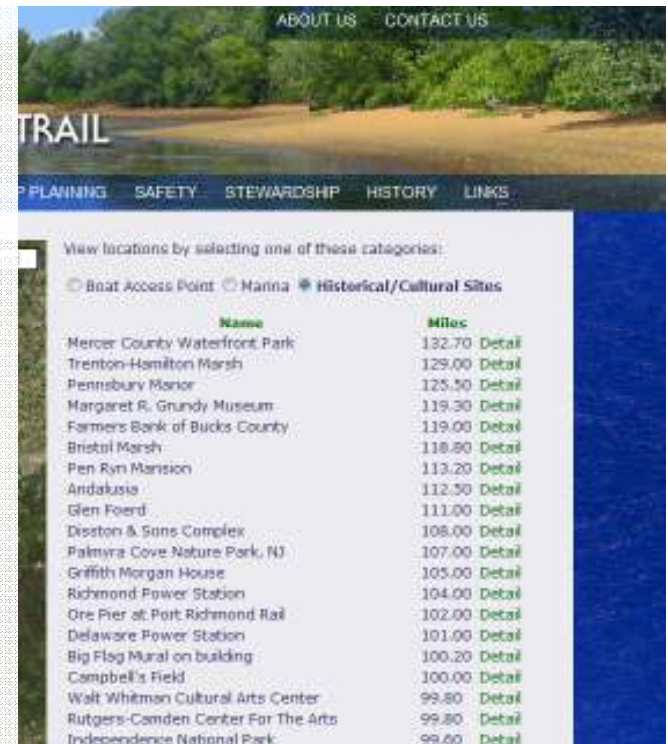 ABOUT US CONTACT US
TRAIL
P PLANNING SAFETY STEWARDSHIP HISTORY LINKS
View locations by selecting one of these categories:
Boat Access Point Marina Historical/Cultural Sites
Name Miles
Mercer County Waterfront Park 132.70 Detail
Trenton-Hamilton Marsh 129.00 Detail
Pennsbury Manor 125.50 Detail
Margaret R. Grundy Museum 119.30 Detail
Farmers Bank of Bucks County 119.00 Detail
Bristol Marsh 118.80 Detail
Pen Ryn Mansion 113.20 Detail
Andalusia 112.50 Detail
Glen Foerd 111.00 Detail
Disston & Sons Complex 108.00 Detail
Palmyra Cove Nature Park, NJ 107.00 Detail
Griffith Morgan House 105.00 Detail
Richmond Power Station 104.00 Detail
Ore Pier at Port Richmond Rail 102.00 Detail
Delaware Power Station 101.00 Detail
Big Flag Mural on building 100.20 Detail
Campbell's Field 100.00 Detail
Walt Whitman Cultural Arts Center 99.80 Detail
Rutgers-Camden Center For The Arts 99.80 Detail
Independence National Park 99.60 Detail